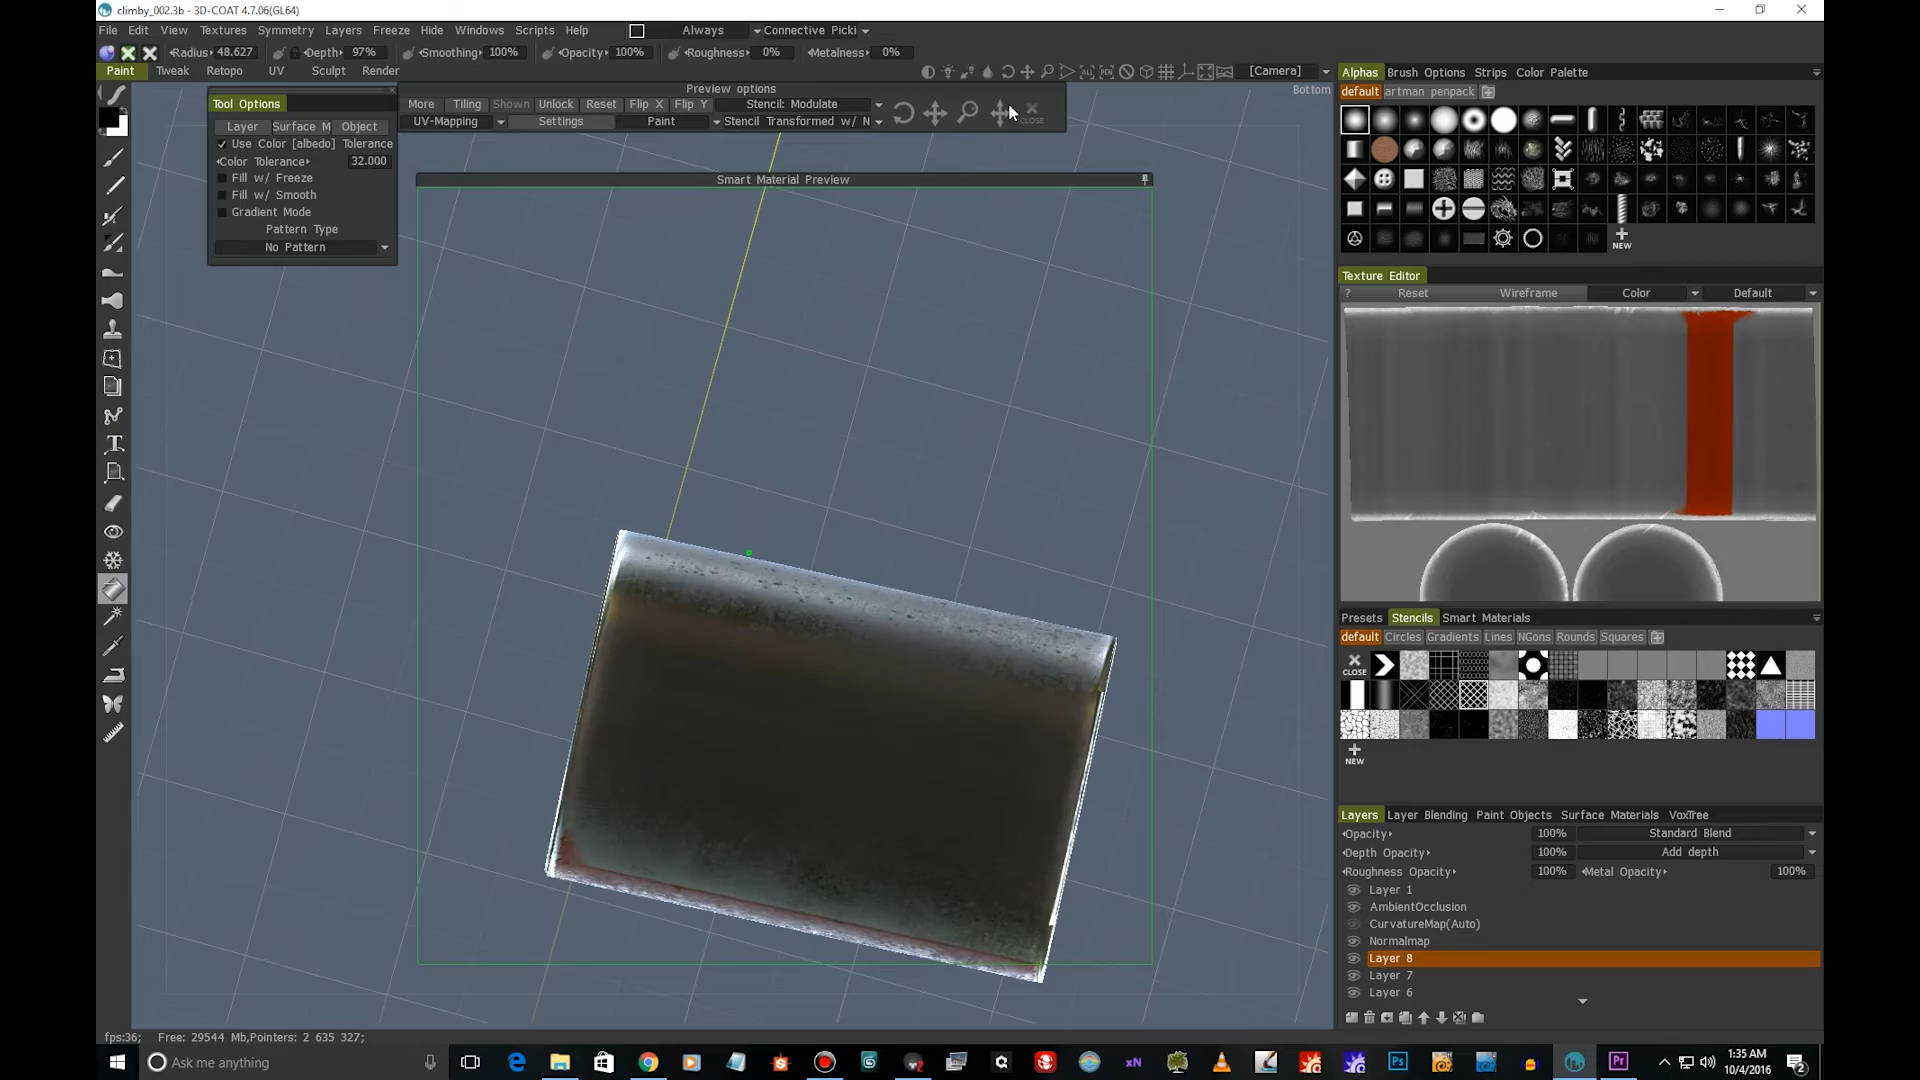 climby_002.3b - 3D-COAT 4.7.06(GL64)
File Edit View Textures Symmetry Layers Freeze Hide Windows Scripts Help Always Connective Picki
Radius 48.627 Depth 97% Smoothing 100% Opacity 100% Roughness 0% Metalness 0%
Paint Tweak Retopo UV Sculpt Render [Camera]
Bottom
Tool Options
Layer Surface M Object
Use Color [albedo] Tolerance
Color Tolerance 32.000
Fill w/ Freeze
Fill w/ Smooth
Gradient Mode
Pattern Type
No Pattern
Preview options
More Tiling Shown Unlock Reset Flip X Flip Y Stencil: Modulate
UV-Mapping Settings Paint Stencil Transformed w/ N CLOSE
Smart Material Preview
Alphas Brush Options Strips Color Palette
default artman penpack
NEW
Texture Editor
? Reset Wireframe Color Default
Presets Stencils Smart Materials
default Circles Gradients Lines NGons Rounds Squares
CLOSE
NEW
Layers Layer Blending Paint Objects Surface Materials VoxTree
Opacity 100% Standard Blend
Depth Opacity 100% Add depth
Roughness Opacity 100% Metal Opacity 100%
Layer 1
AmbientOcclusion
CurvatureMap(Auto)
Normalmap
Layer 8
Layer 7
Layer 6
fps:36; Free: 29544 Mb,Pointers: 2 635 327;
Ask me anything
xN
Ps
Pr
1:35 AM
10/4/2016
2